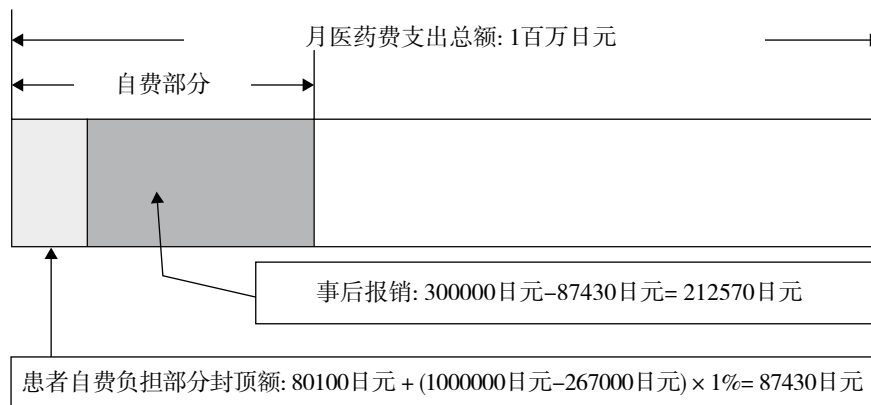 月医药费支出总额: 1百万日元
自费部分
事后报销: 300000日元–87430日元= 212570日元
患者自费负担部分封顶额: 80100日元 + (1000000日元–267000日元) × 1%= 87430日元